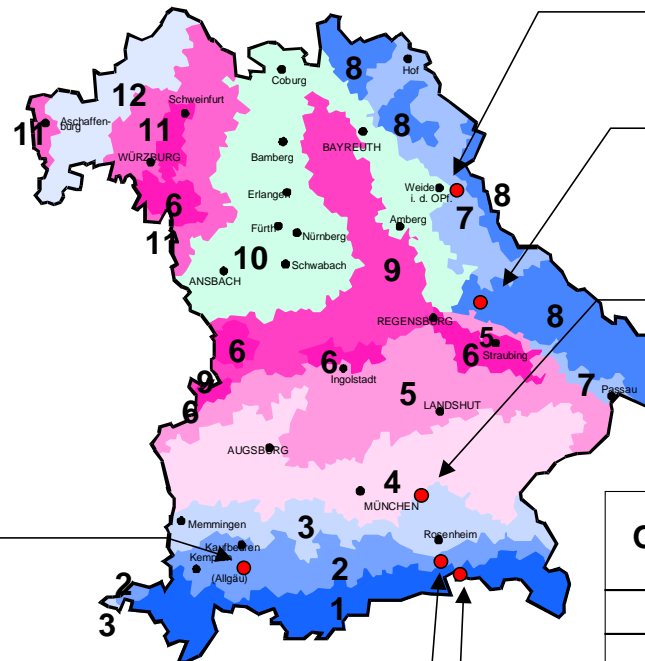 8
Hof
Coburg
12
Schweinfurt
11
Aschaffen-
burg
11
8
BAYREUTH
WÜRZBURG
Bamberg
Weide
i. d. OPf.
8
6
Erlangen
7
Fürth
Nürnberg
Amberg
11
10
Schwabach
9
ANSBACH
REGENSBURG
8
5
6
6
6
Straubing
Ingolstadt
9
7
Passau
6
5
LANDSHUT
AUGSBURG
4
MÜNCHEN
3
Memmingen
Rosenheim
Kaufbeuren
Kempten
(Allgäu)
2
2
1
3